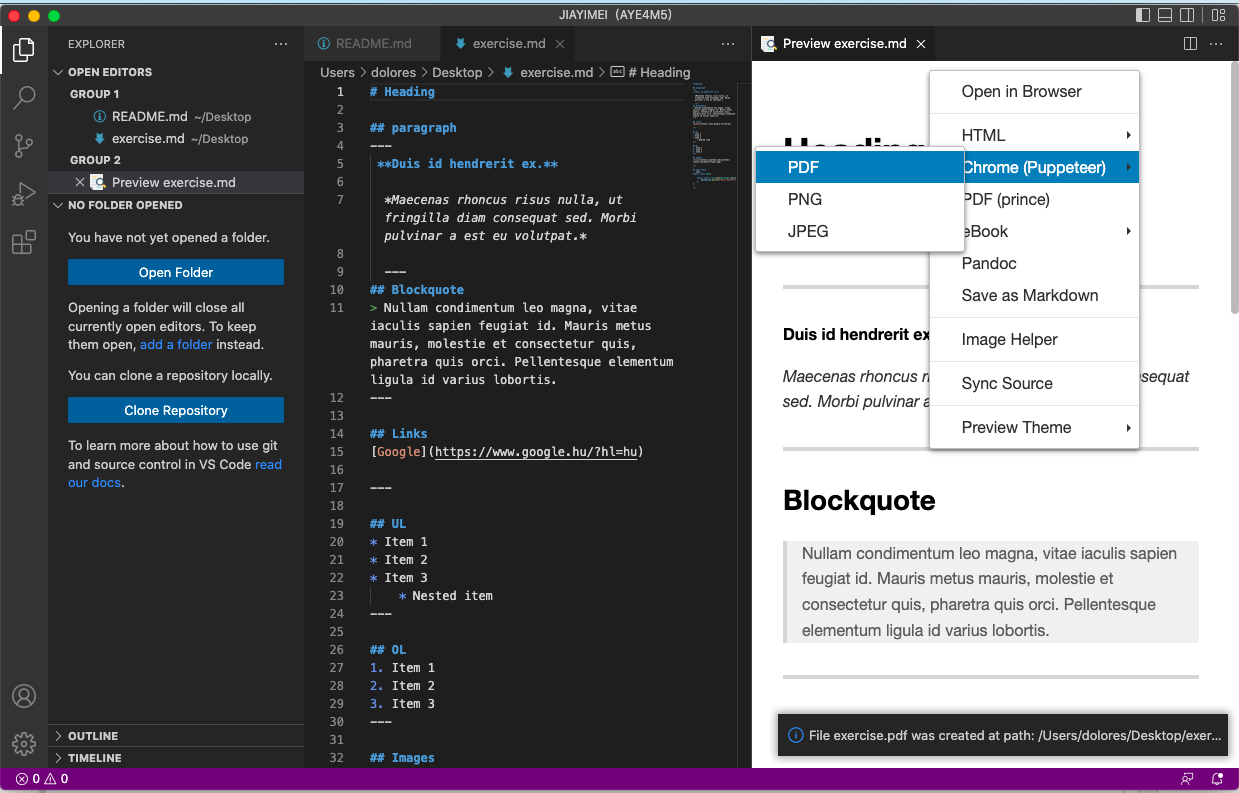 JIAYIMEI (AYE4M5)
EXPLORER
OPEN EDITORS
GROUP 1
README.md ~/Desktop
exercise.md ~/Desktop
GROUP 2
Preview exercise.md
NO FOLDER OPENED
You have not yet opened a folder.
Open Folder
Opening a folder will close all
currently open editors. To keep
them open, add a folder instead.
You can clone a repository locally.
Clone Repository
To learn more about how to use git
and source control in VS Code read
our docs.
OUTLINE
TIMELINE
README.md
exercise.md
Users > dolores > Desktop > exercise.md > # Heading
1 # Heading
2
3 ## paragraph
4 ---
5 **Duis id hendrerit ex.**
6
7 *Maecenas rhoncus risus nulla, ut
fringilla diam consequat sed. Morbi
pulvinar a est eu volutpat.*
8
9 ---
10 ## Blockquote
11 > Nullam condimentum leo magna, vitae
iaculis sapien feugiat id. Mauris metus
mauris, molestie et consectetur quis,
pharetra quis orci. Pellentesque elementum
ligula id varius lobortis.
12 ---
13
14 ## Links
15 [Google](https://www.google.hu/?hl=hu)
16
17 ---
18
19 ## UL
20 * Item 1
21 * Item 2
22 * Item 3
23 * Nested item
24 ---
25
26 ## OL
27 1. Item 1
28 2. Item 2
29 3. Item 3
30 ---
31
32 ## Images
Preview exercise.md
Heading
Open in Browser
HTML
Chrome (Puppeteer)
PDF (prince)
eBook
Pandoc
Save as Markdown
Image Helper
Sync Source
Preview Theme
PDF
PNG
JPEG
Duis id hendrerit ex
Maecenas rhoncus sequat
sed. Morbi pulvinar a
Blockquote
Nullam condimentum leo magna, vitae iaculis sapien
feugiat id. Mauris metus mauris, molestie et
consectetur quis, pharetra quis orci. Pellentesque
elementum ligula id varius lobortis.
File exercise.pdf was created at path: /Users/dolores/Desktop/exer...
0 0